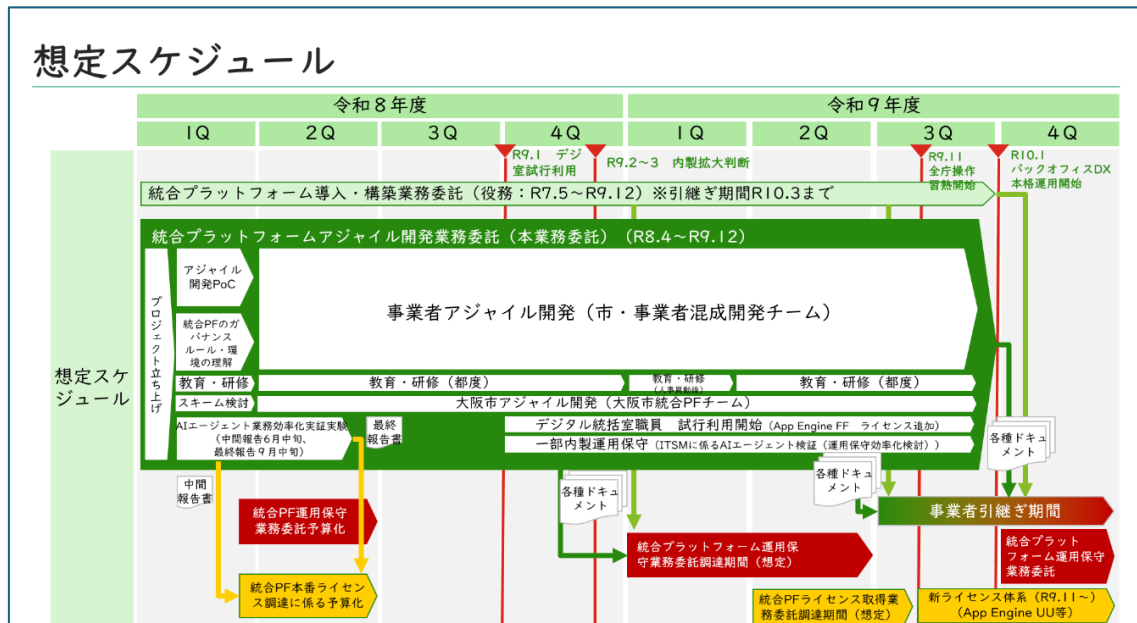 想定スケジュール
令和8年度
令和9年度
1Q
2Q
3Q
4Q
1Q
2Q
3Q
4Q
R9.1 デジ
室試行利用
R9.2~3 内製拡大判断
R9.11
全庁操作
習熟開始
R10.1
バックオフィスDX
本格運用開始
想定スケ
ジュール
統合プラットフォーム導入・構築業務委託(役務:R7.5~R9.12)※引継ぎ期間R10.3まで
統合プラットフォームアジャイル開発業務委託(本業務委託)(R8.4~R9.12)
プロジェクト立ち上げ
アジャイル
開発PoC
統合PFのガ
バナンス
ルール・環
境の理解
事業者アジャイル開発(市・事業者混成開発チーム)
教育・研修
教育・研修(都度)
教育・研修
(人事異動後)
教育・研修(都度)
スキーム検討
大阪市アジャイル開発(大阪市統合PFチーム)
AIエージェント業務効率化実証実験
(中間報告6月中旬、
最終報告9月中旬)
最終
報告書
デジタル統括室職員 試行利用開始(App Engine FF ライセンス追加)
一部内製運用保守(ITSMに係るAIエージェント検証(運用保守効率化検討))
中間
報告書
各種ドキュ
メント
各種ドキュ
メント
各種ドキュ
メント
統合PF運用保守
業務委託予算化
事業者引継ぎ期間
統合プラットフォーム運用保
守業務委託調達期間(想定)
統合プラット
フォーム運用保守
業務委託
統合PF本番ライセン
ス調達に係る予算化
統合PFライセンス取得業
務委託調達期間(想定)
新ライセンス体系(R9.11~)
(App Engine UU等)